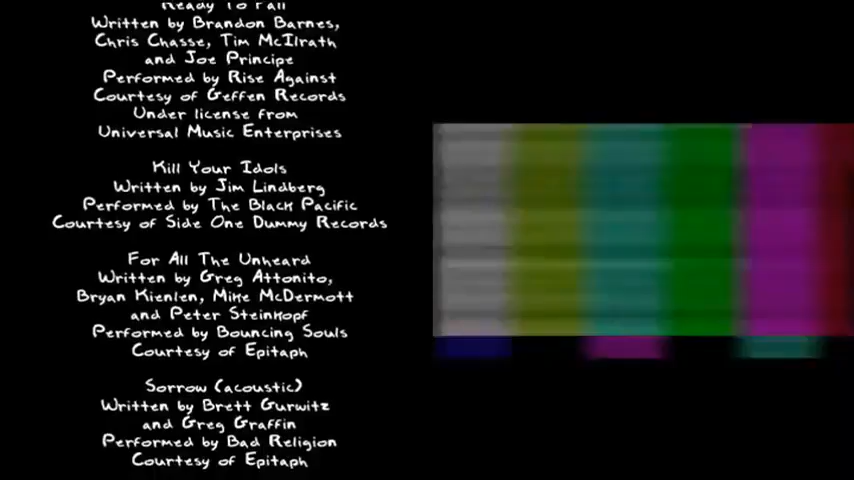 Ready To Fall
Written by Brandon Barnes,
Chris Chasse, Tim McIlrath
and Joe Principe
Performed by Rise Against
Courtesy of Geffen Records
Under license from
Universal Music Enterprises
Kill Your Idols
Written by Jim Lindberg
Performed by The Black Pacific
Courtesy of Side One Dummy Records
For All The Unheard
Written by Greg Attonito,
Bryan Kienlen, Mike McDermott
and Peter Steinkopf
Performed by Bouncing Souls
Courtesy of Epitaph
Sorrow (acoustic)
Written by Brett Gurwitz
and Greg Graffin
Performed by Bad Religion
Courtesy of Epitaph